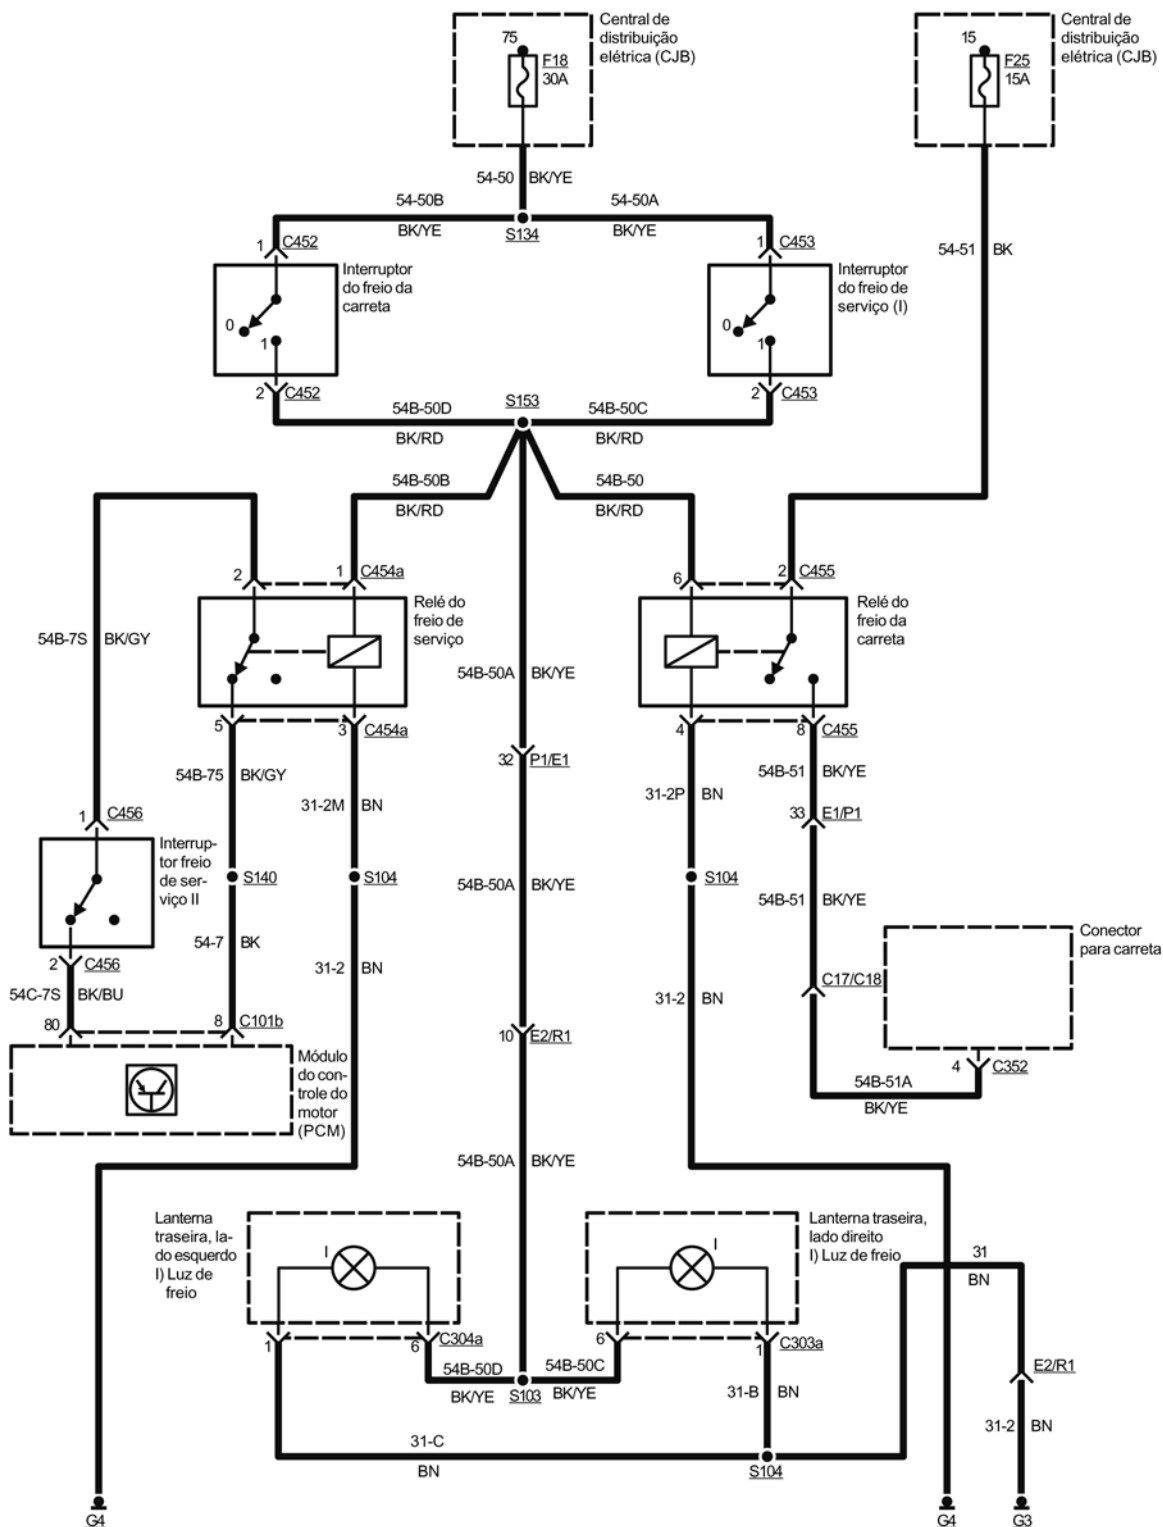 75
F18
30A
Central de
distribuição
elétrica (CJB)
15
F25
15A
Central de
distribuição
elétrica (CJB)
54-50 BK/YE
54-50B
BK/YE
S134
54-50A
BK/YE
54-51 BK
1 C452
Interruptor
do freio da
carreta
0
1
2 C452
1 C453
Interruptor
do freio de
serviço (I)
0
1
2 C453
54B-50D
BK/RD
S153
54B-50C
BK/RD
54B-50B
BK/RD
54B-50
BK/RD
2
1 C454a
Relé do
freio de
serviço
5
3 C454a
6
2 C455
Relé do
freio da
carreta
4
8 C455
54B-7S BK/GY
54B-50A BK/YE
32 P1/E1
54B-75 BK/GY
31-2M BN
31-2P BN
54B-51 BK/YE
33 E1/P1
1 C456
Interrup-
tor freio
de ser-
viço II
2 C456
S140
S104
54B-50A BK/YE
S104
54B-51 BK/YE
54-7 BK
31-2 BN
31-2 BN
C17/C18
Conector
para carreta
4 C352
54B-51A
BK/YE
54C-7S BK/BU
80
8 C101b
10 E2/R1
Módulo
do con-
trole do
motor
(PCM)
54B-50A BK/YE
Lanterna
traseira, la-
do esquerdo
I) Luz de
freio
I
1
6 C304a
Lanterna traseira,
lado direito
I) Luz de freio
I
6
1 C303a
31
BN
54B-50D
BK/YE
S103
54B-50C
BK/YE
31-B BN
E2/R1
31-2 BN
31-C
BN
S104
G4
G4
G3